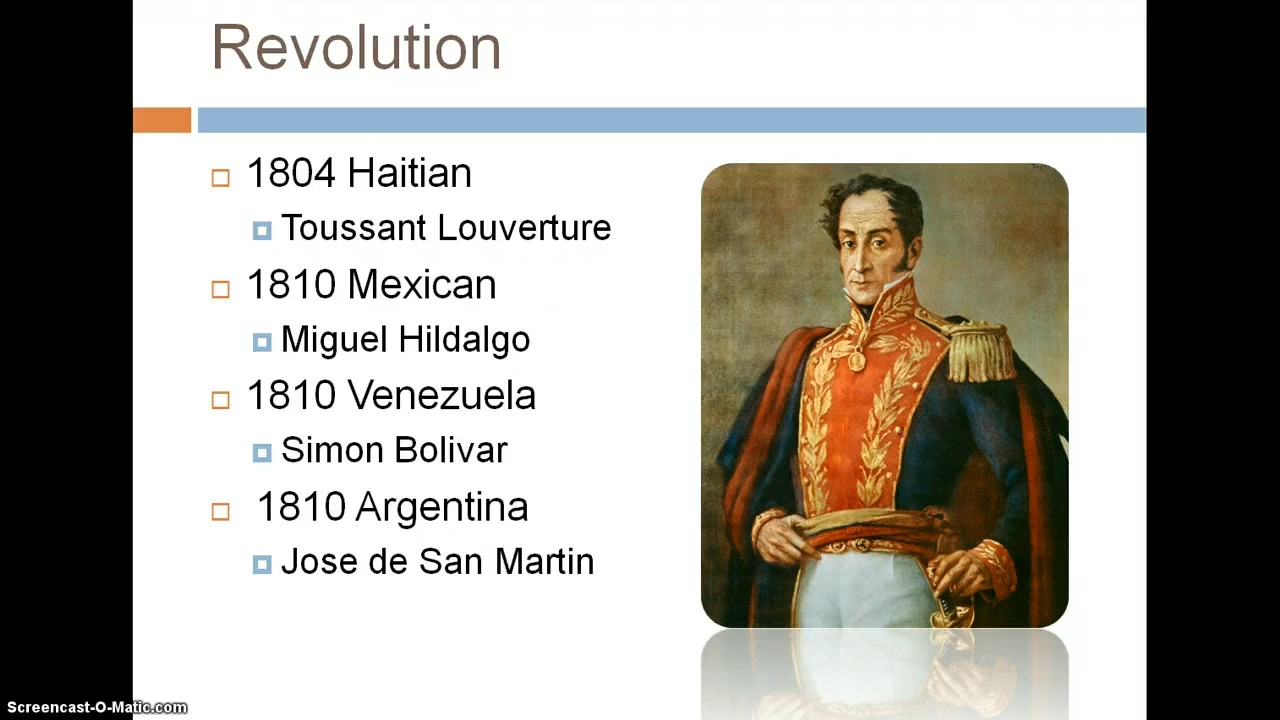 Revolution
1804 Haitian
Toussant Louverture
1810 Mexican
Miguel Hildalgo
1810 Venezuela
Simon Bolivar
1810 Argentina
Jose de San Martin
Screencast-O-Matic.com